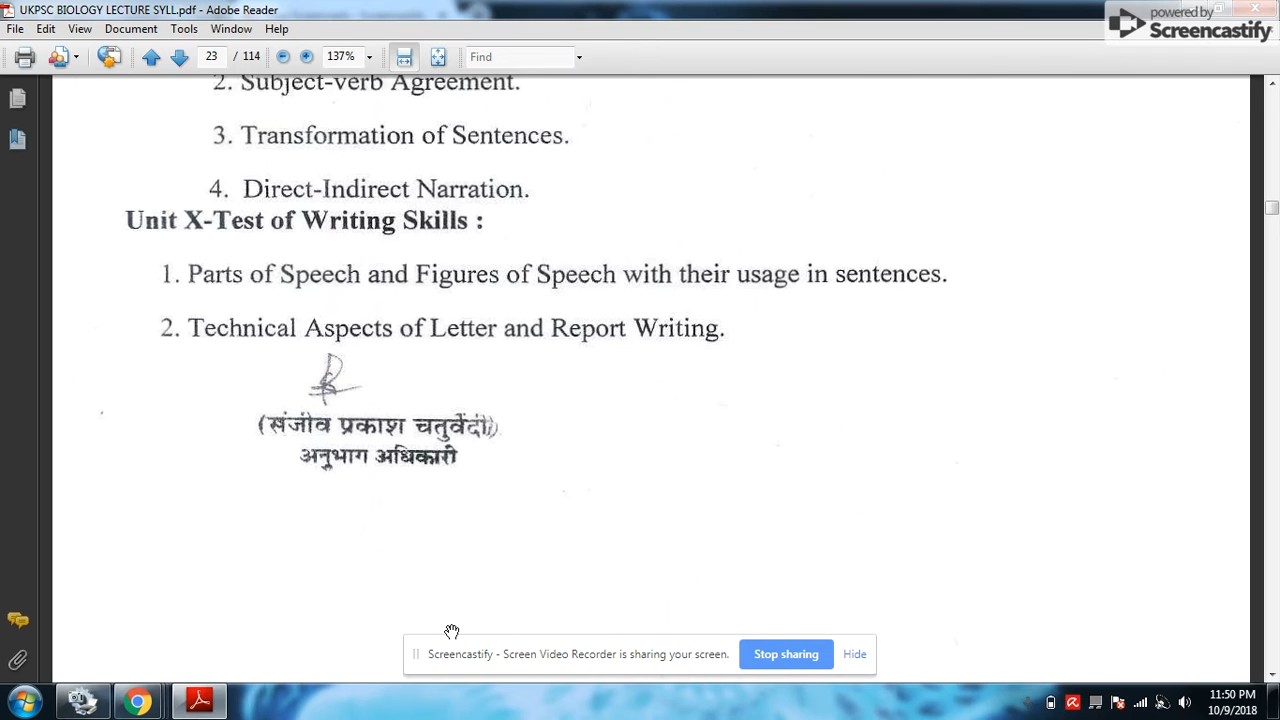 UKPSC BIOLOGY LECTURE SYLL.pdf - Adobe Reader
powered by
Screencastify
File Edit View Document Tools Window Help
23 / 114 137% Find
2. Subject-verb Agreement.
3. Transformation of Sentences.
4. Direct-Indirect Narration.
Unit X-Test of Writing Skills :
1. Parts of Speech and Figures of Speech with their usage in sentences.
2. Technical Aspects of Letter and Report Writing.
(संजीव प्रकाश चतुर्वेदी)
अनुभाग अधिकारी
Screencastify - Screen Video Recorder is sharing your screen. Stop sharing Hide
11:50 PM
10/9/2018